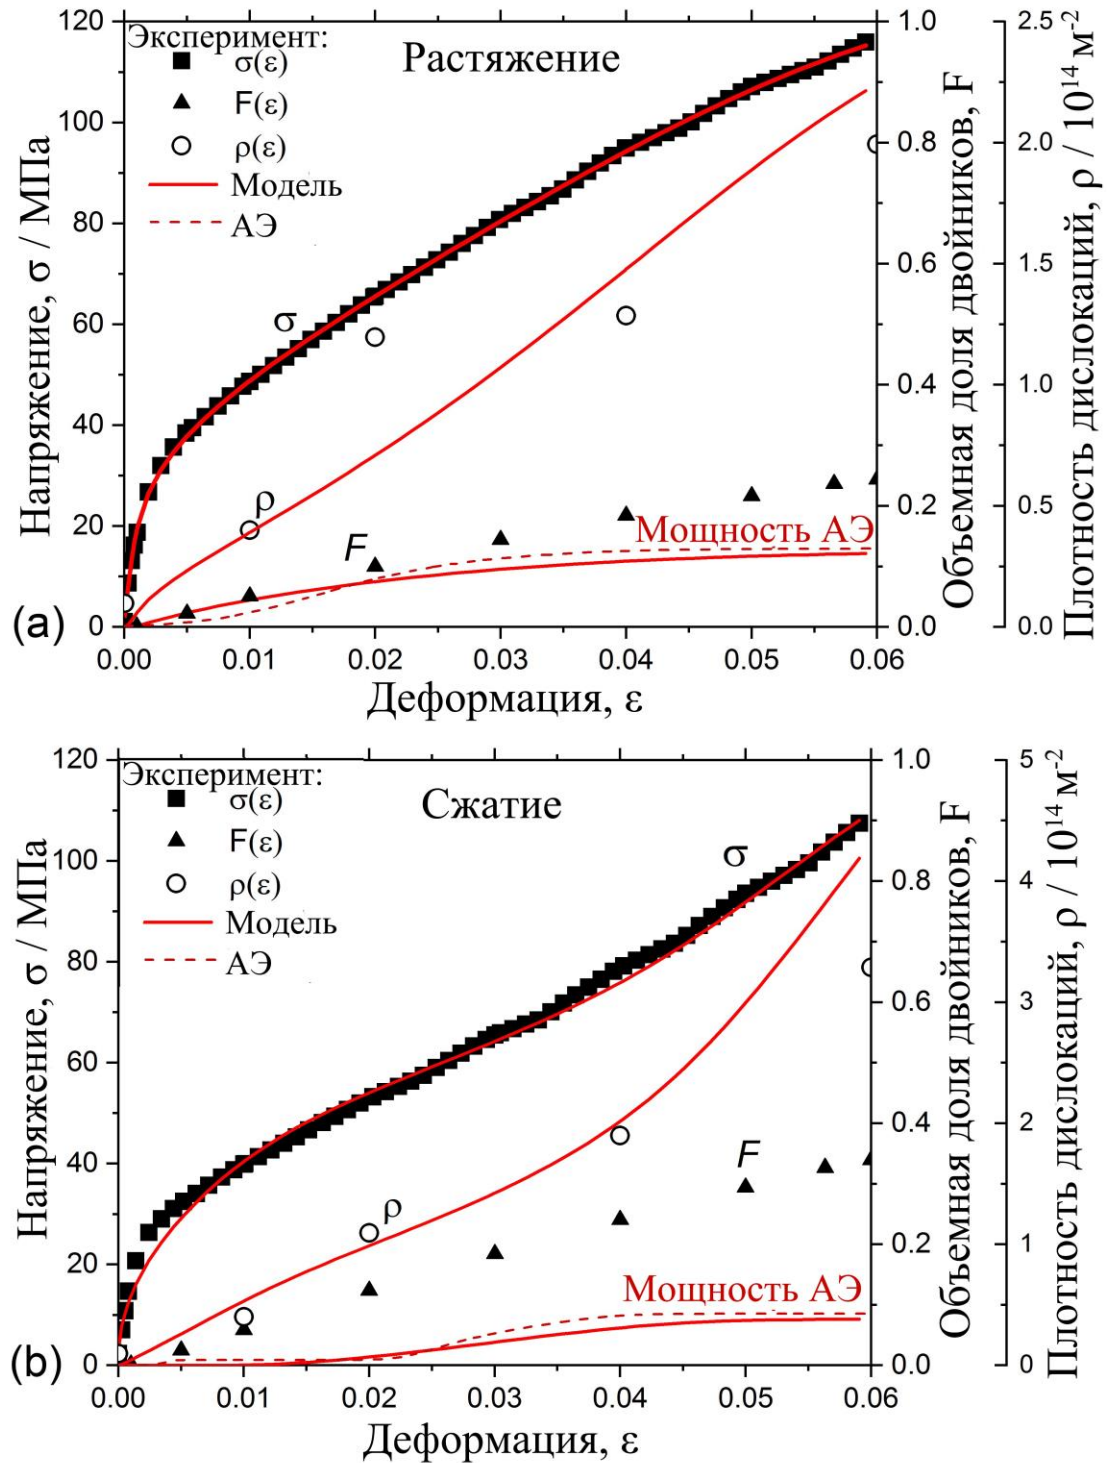 Эксперимент:
σ(ε)
F(ε)
ρ(ε)
Модель
АЭ
Растяжение
σ
ρ
F
Мощность АЭ
(a)
Напряжение, σ / МПа
120
100
80
60
40
20
0
0.00 0.01 0.02 0.03 0.04 0.05 0.06
Деформация, ε
1.0
0.8
0.6
0.4
0.2
0.0
Объемная доля двойников, F
2.5
2.0
1.5
1.0
0.5
0.0
Плотность дислокаций, ρ / 10¹⁴ м⁻²
Эксперимент:
σ(ε)
F(ε)
ρ(ε)
Модель
АЭ
Сжатие
σ
ρ
F
Мощность АЭ
(b)
Напряжение, σ / МПа
120
100
80
60
40
20
0
0.00 0.01 0.02 0.03 0.04 0.05 0.06
Деформация, ε
1.0
0.8
0.6
0.4
0.2
0.0
Объемная доля двойников, F
5
4
3
2
1
0
Плотность дислокаций, ρ / 10¹⁴ м⁻²